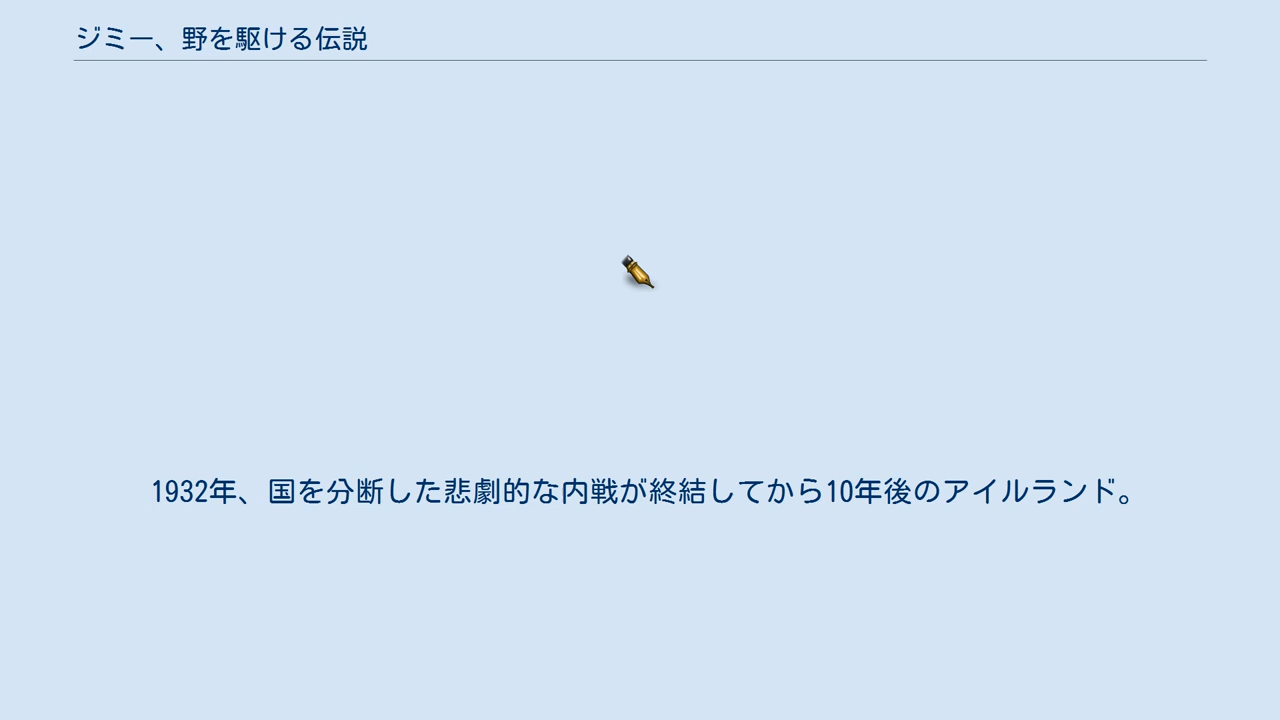 ジミー、野を駆ける伝説
1932年、国を分断した悲劇的な内戦が終結してから10年後のアイルランド。